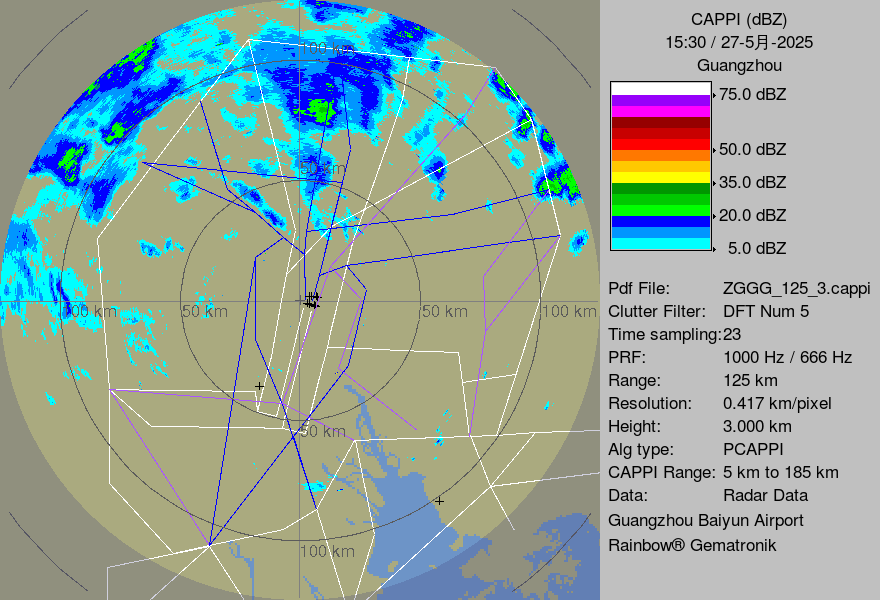 CAPPI (dBZ)
15:30 / 27-5月-2025
Guangzhou
75.0 dBZ
50.0 dBZ
35.0 dBZ
20.0 dBZ
5.0 dBZ
Pdf File: ZGGG_125_3.cappi
Clutter Filter: DFT Num 5
Time sampling:23
PRF: 1000 Hz / 666 Hz
Range: 125 km
Resolution: 0.417 km/pixel
Height: 3.000 km
Alg type: PCAPPI
CAPPI Range: 5 km to 185 km
Data: Radar Data
Guangzhou Baiyun Airport
Rainbow® Gematronik
100 km
50 km
100 km
50 km
50 km
100 km
50 km
100 km